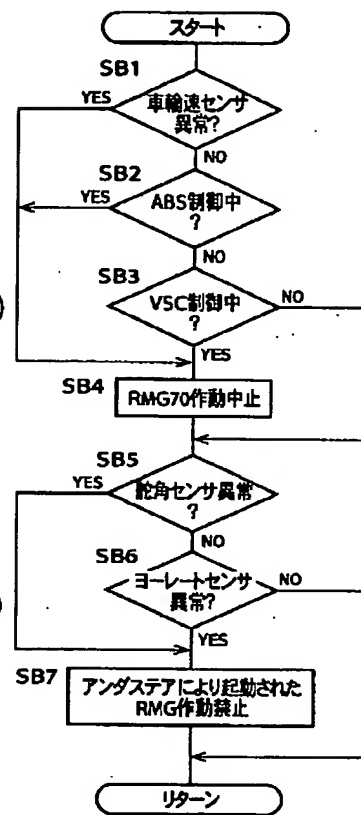 スタート
SB1
車輪速センサ
異常?
YES
NO
SB2
ABS制御中
?
YES
NO
SB3
VSC制御中
?
NO
YES
SB4
RMG70作動中止
SB5
舵角センサ異常
?
YES
NO
SB6
ヨーレートセンサ
異常?
NO
YES
SB7
アンダステアにより起動された
RMG作動禁止
リターン